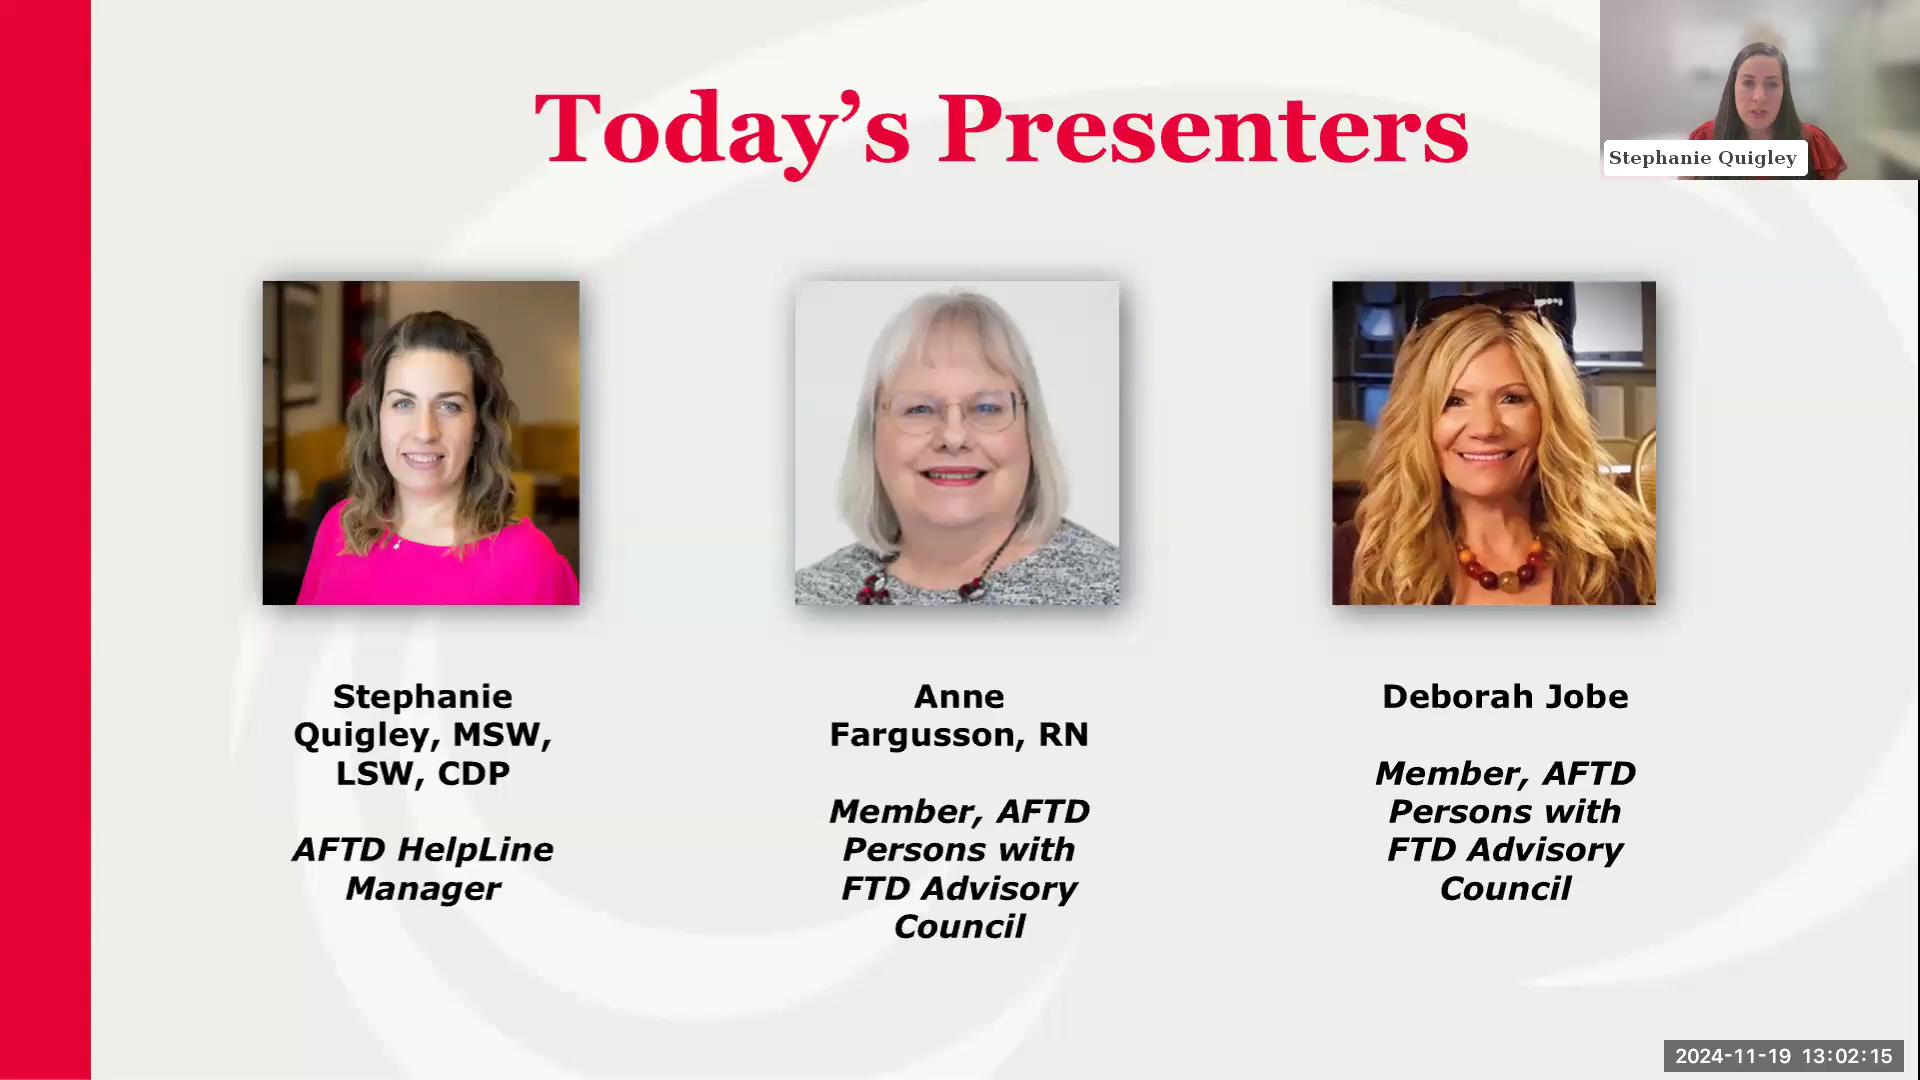 Today’s Presenters
Stephanie Quigley
Stephanie
Quigley, MSW,
LSW, CDP
AFTD HelpLine
Manager
Anne
Fargusson, RN
Member, AFTD
Persons with
FTD Advisory
Council
Deborah Jobe
Member, AFTD
Persons with
FTD Advisory
Council
2024-11-19 13:02:15